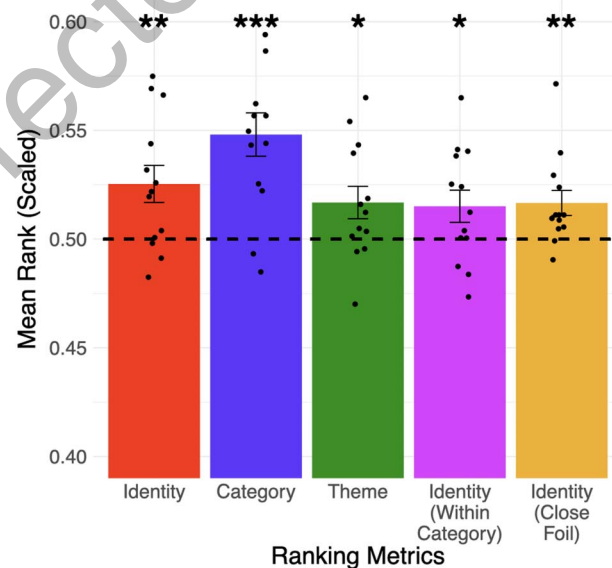 ** *** * * **
0.60
0.55
0.50
0.45
0.40
Mean Rank (Scaled)
Identity Category Theme Identity Identity
(Within (Close
Category) Foil)
Ranking Metrics